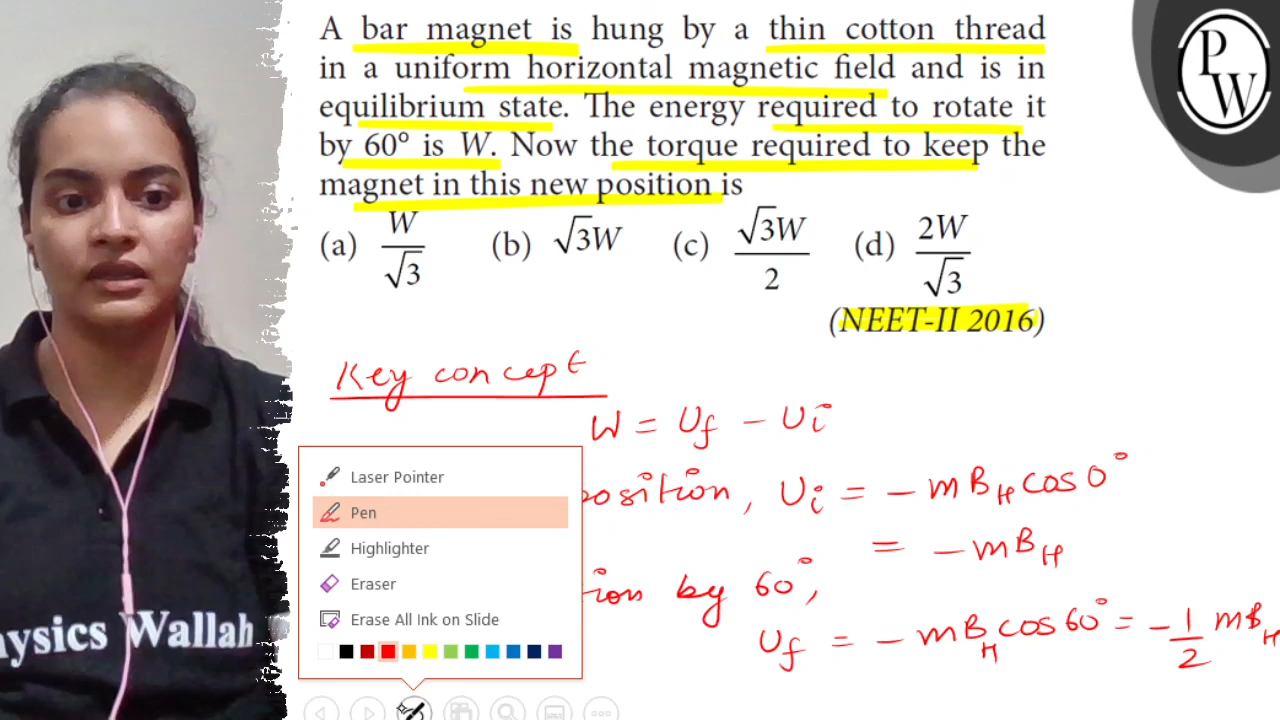 A bar magnet is hung by a thin cotton thread
in a uniform horizontal magnetic field and is in
equilibrium state. The energy required to rotate it
by 60° is W. Now the torque required to keep the
magnet in this new position is
(a) W/√3 (b) √3W (c) √3W/2 (d) 2W/√3
(NEET-II 2016)
PW
Key concept
W = Uf - Ui
position, Ui = - mBH cos 0°
= - mBH
ion by 60°,
Uf = - mBH cos 60° = - 1/2 mBH
Laser Pointer
Pen
Highlighter
Eraser
Erase All Ink on Slide
hysics Wallah